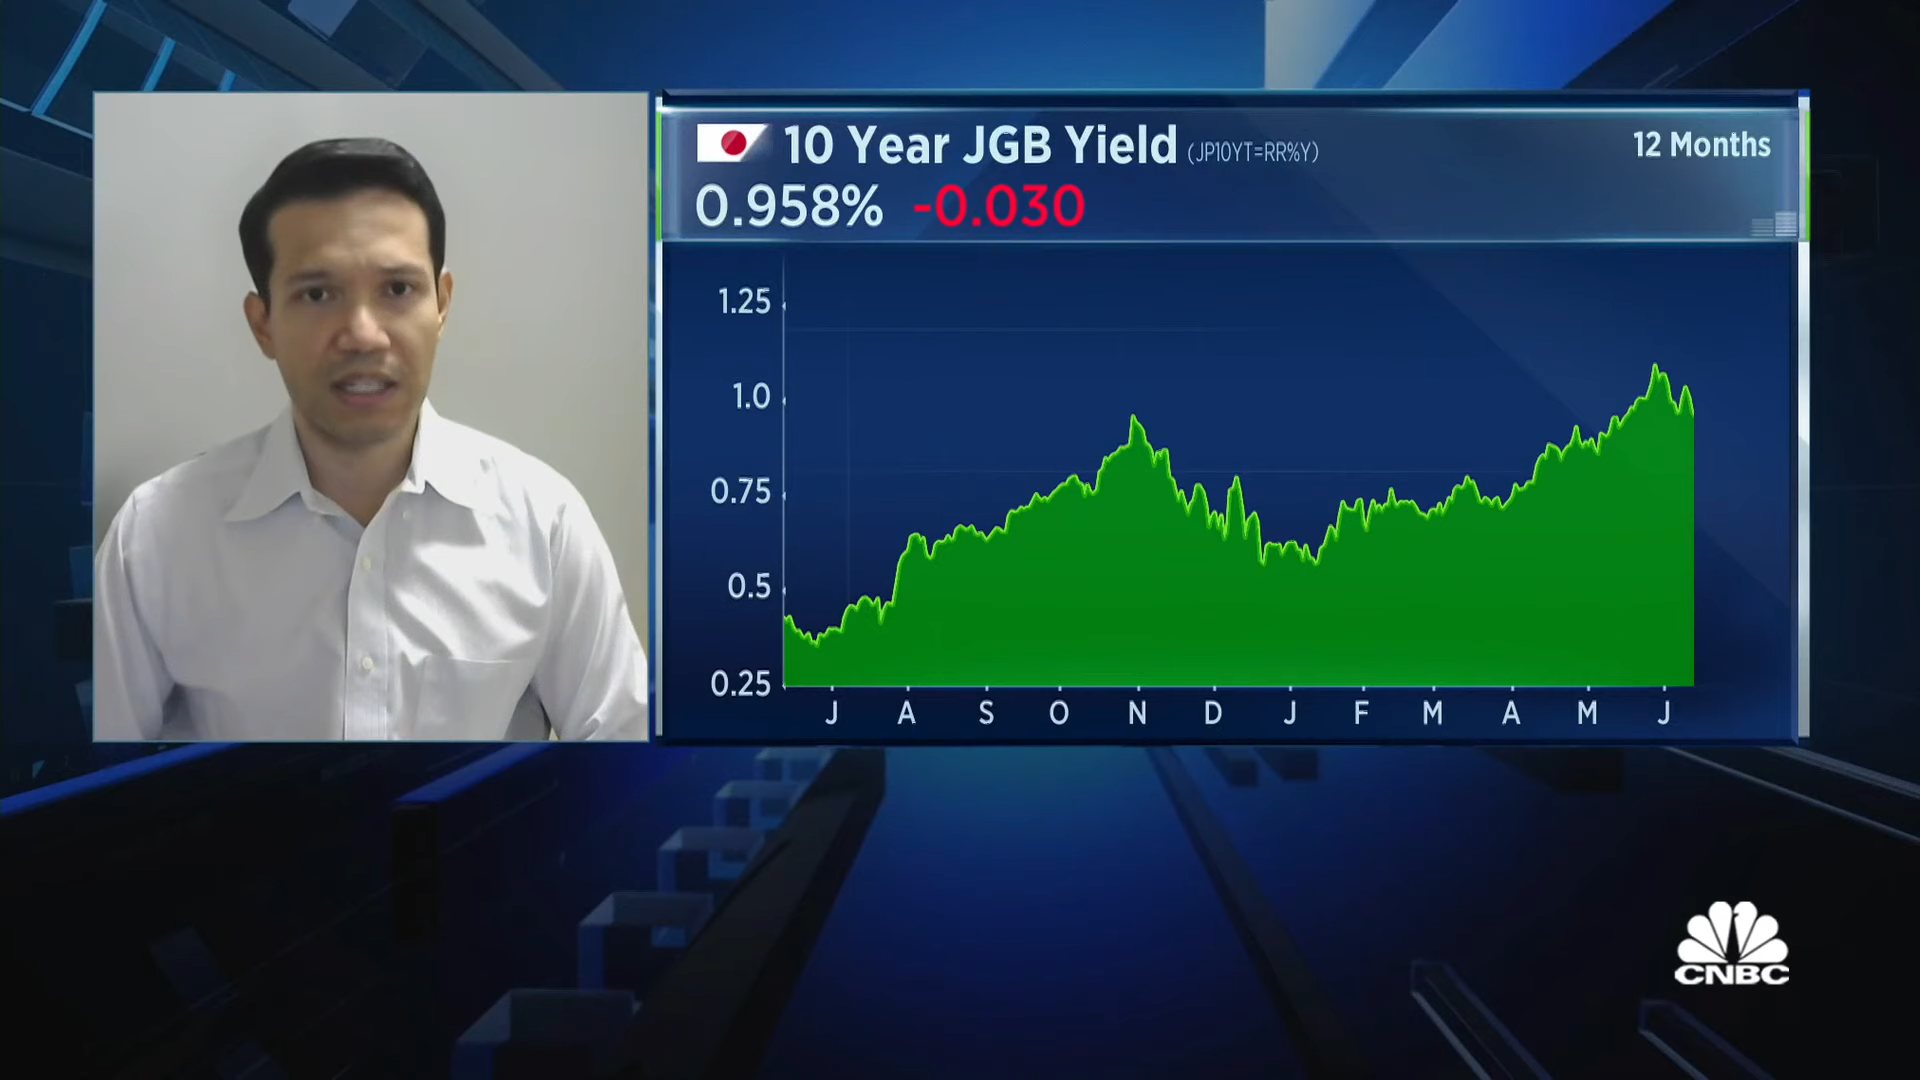 10 Year JGB Yield (JP10YT=RR%Y) 12 Months
0.958% -0.030
1.25
1.0
0.75
0.5
0.25
J A S O N D J F M A M J
CNBC